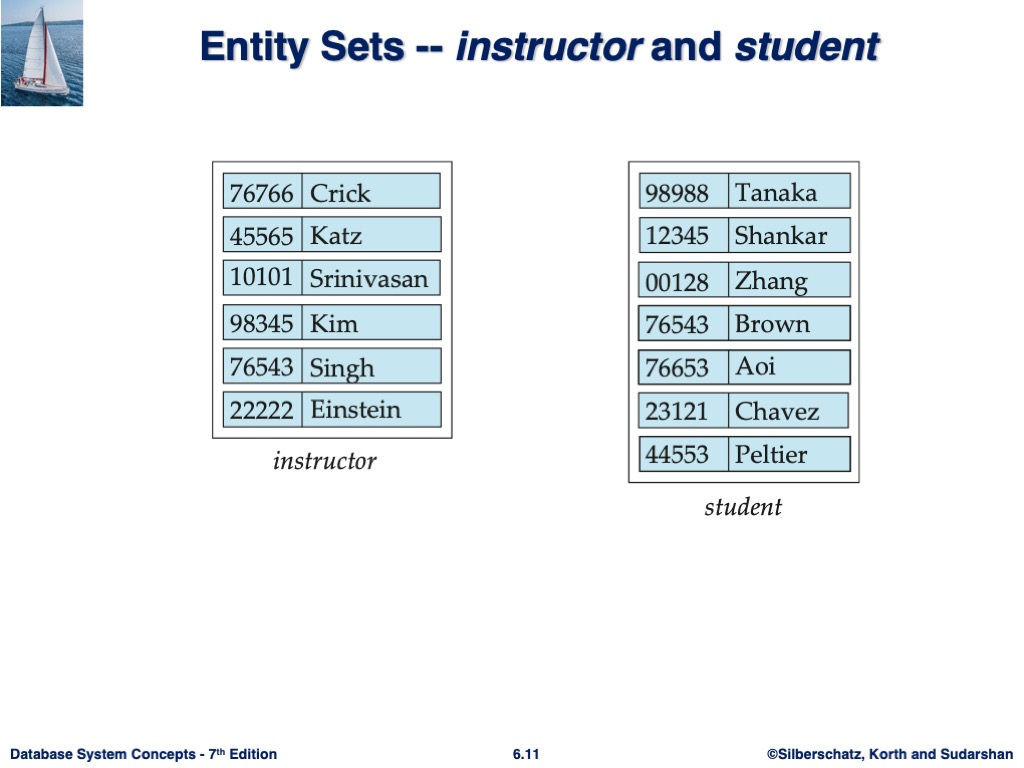 Entity Sets -- instructor and student
76766 Crick
45565 Katz
10101 Srinivasan
98345 Kim
76543 Singh
22222 Einstein
instructor
98988 Tanaka
12345 Shankar
00128 Zhang
76543 Brown
76653 Aoi
23121 Chavez
44553 Peltier
student
Database System Concepts - 7th Edition
6.11
©Silberschatz, Korth and Sudarshan